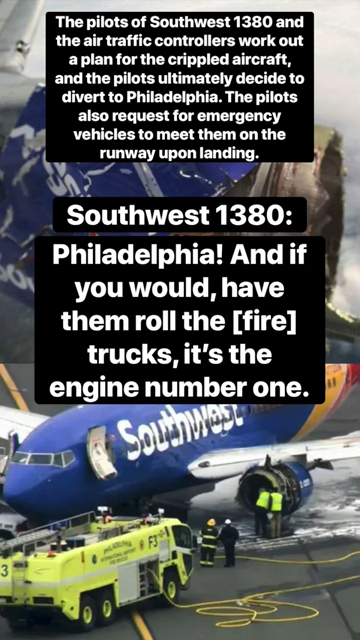 The pilots of Southwest 1380 and
the air traffic controllers work out
a plan for the crippled aircraft,
and the pilots ultimately decide to
divert to Philadelphia. The pilots
also request for emergency
vehicles to meet them on the
runway upon landing.
Southwest 1380:
Philadelphia! And if
you would, have
them roll the [fire]
trucks, it's the
engine number one.
Southwest
PHILADELPHIA
F3